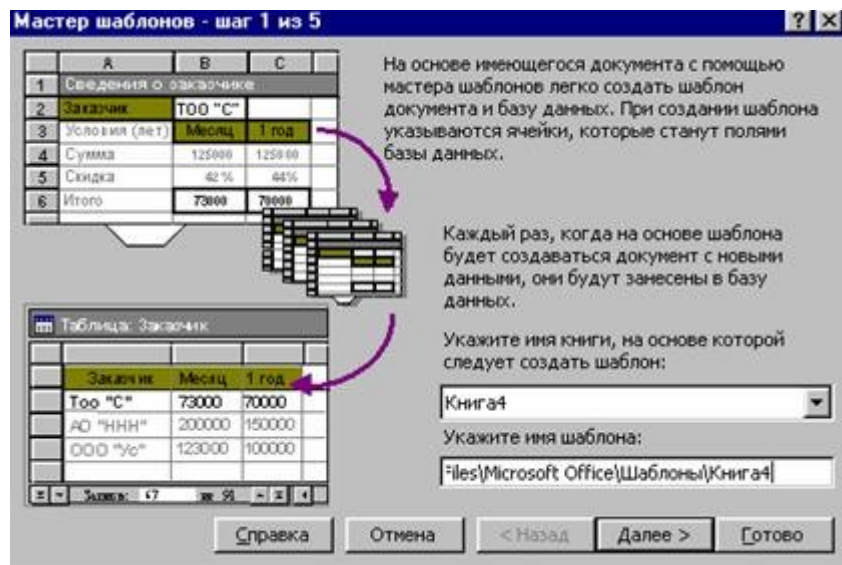 Мастер шаблонов - шаг 1 из 5
A B C
1 Сведения о заказчике
2 Заказчик ТОО "С"
3 Условия (лет) Месяц 1 год
4 Сумма 125000 125000
5 Скидка 42% 44%
6 Итого 73000 70000
На основе имеющегося документа с помощью
мастера шаблонов легко создать шаблон
документа и базу данных. При создании шаблона
указываются ячейки, которые станут полями
базы данных.
Каждый раз, когда на основе шаблона
будет создаваться документ с новыми
данными, они будут занесены в базу
данных.
Таблица: Заказчик
Заказчик Месяц 1 год
Тоо "С" 73000 70000
АО "ННН" 200000 150000
ООО "Ус" 123000 100000
Запись: 67 из 91
Укажите имя книги, на основе которой
следует создать шаблон:
Книга4
Укажите имя шаблона:
Files\Microsoft Office\Шаблоны\Книга4
Справка Отмена < Назад Далее > Готово